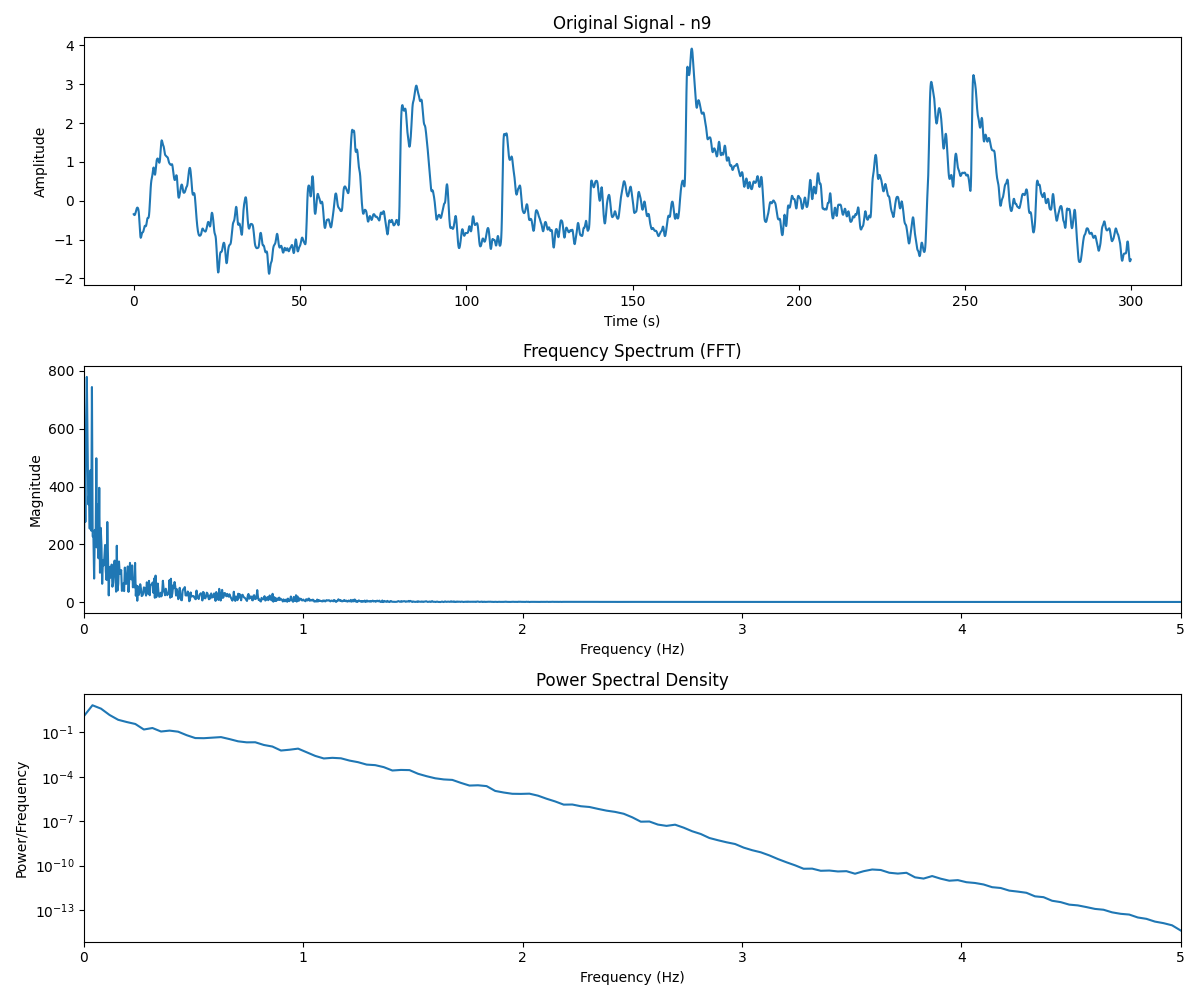 Original Signal - n9
Amplitude
4
3
2
1
0
−1
−2
0 50 100 150 200 250 300
Time (s)
Frequency Spectrum (FFT)
Magnitude
800
600
400
200
0
0 1 2 3 4 5
Frequency (Hz)
Power Spectral Density
Power/Frequency
10⁻¹
10⁻⁴
10⁻⁷
10⁻¹⁰
10⁻¹³
0 1 2 3 4 5
Frequency (Hz)